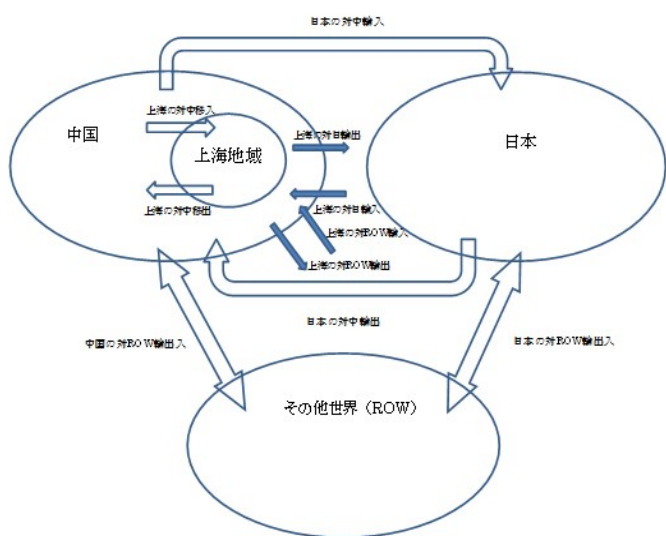 日本の対中輸入
上海の対中移入
中国
上海地域
上海の対日輸出
日本
上海の対中移出
上海の対日輸入
上海の対ROW輸入
上海の対ROW輸出
日本の対中輸出
中国の対ROW輸出入
日本の対ROW輸出入
その他世界（ROW）